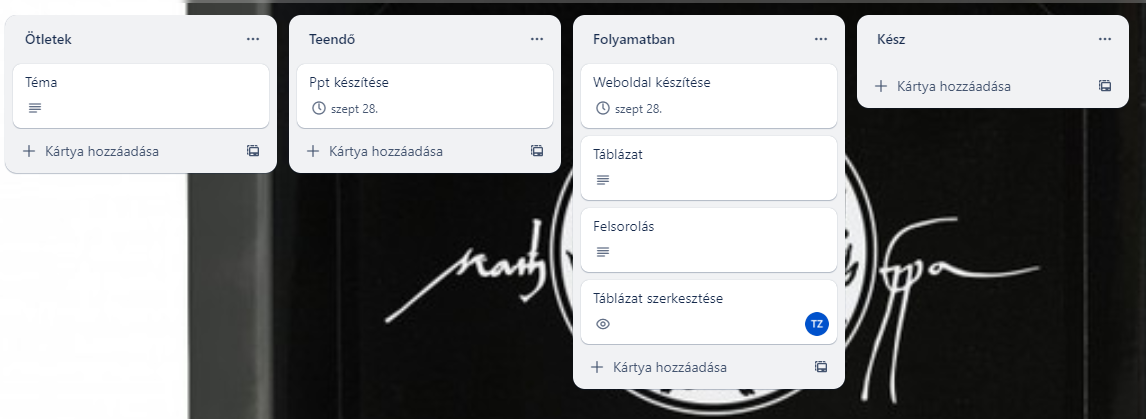 Ötletek
Téma
Kártya hozzáadása
Teendő
Ppt készítése
szept 28.
Kártya hozzáadása
Folyamatban
Weboldal készítése
szept 28.
Táblázat
Felsorolás
Táblázat szerkesztése
TZ
Kártya hozzáadása
Kész
Kártya hozzáadása